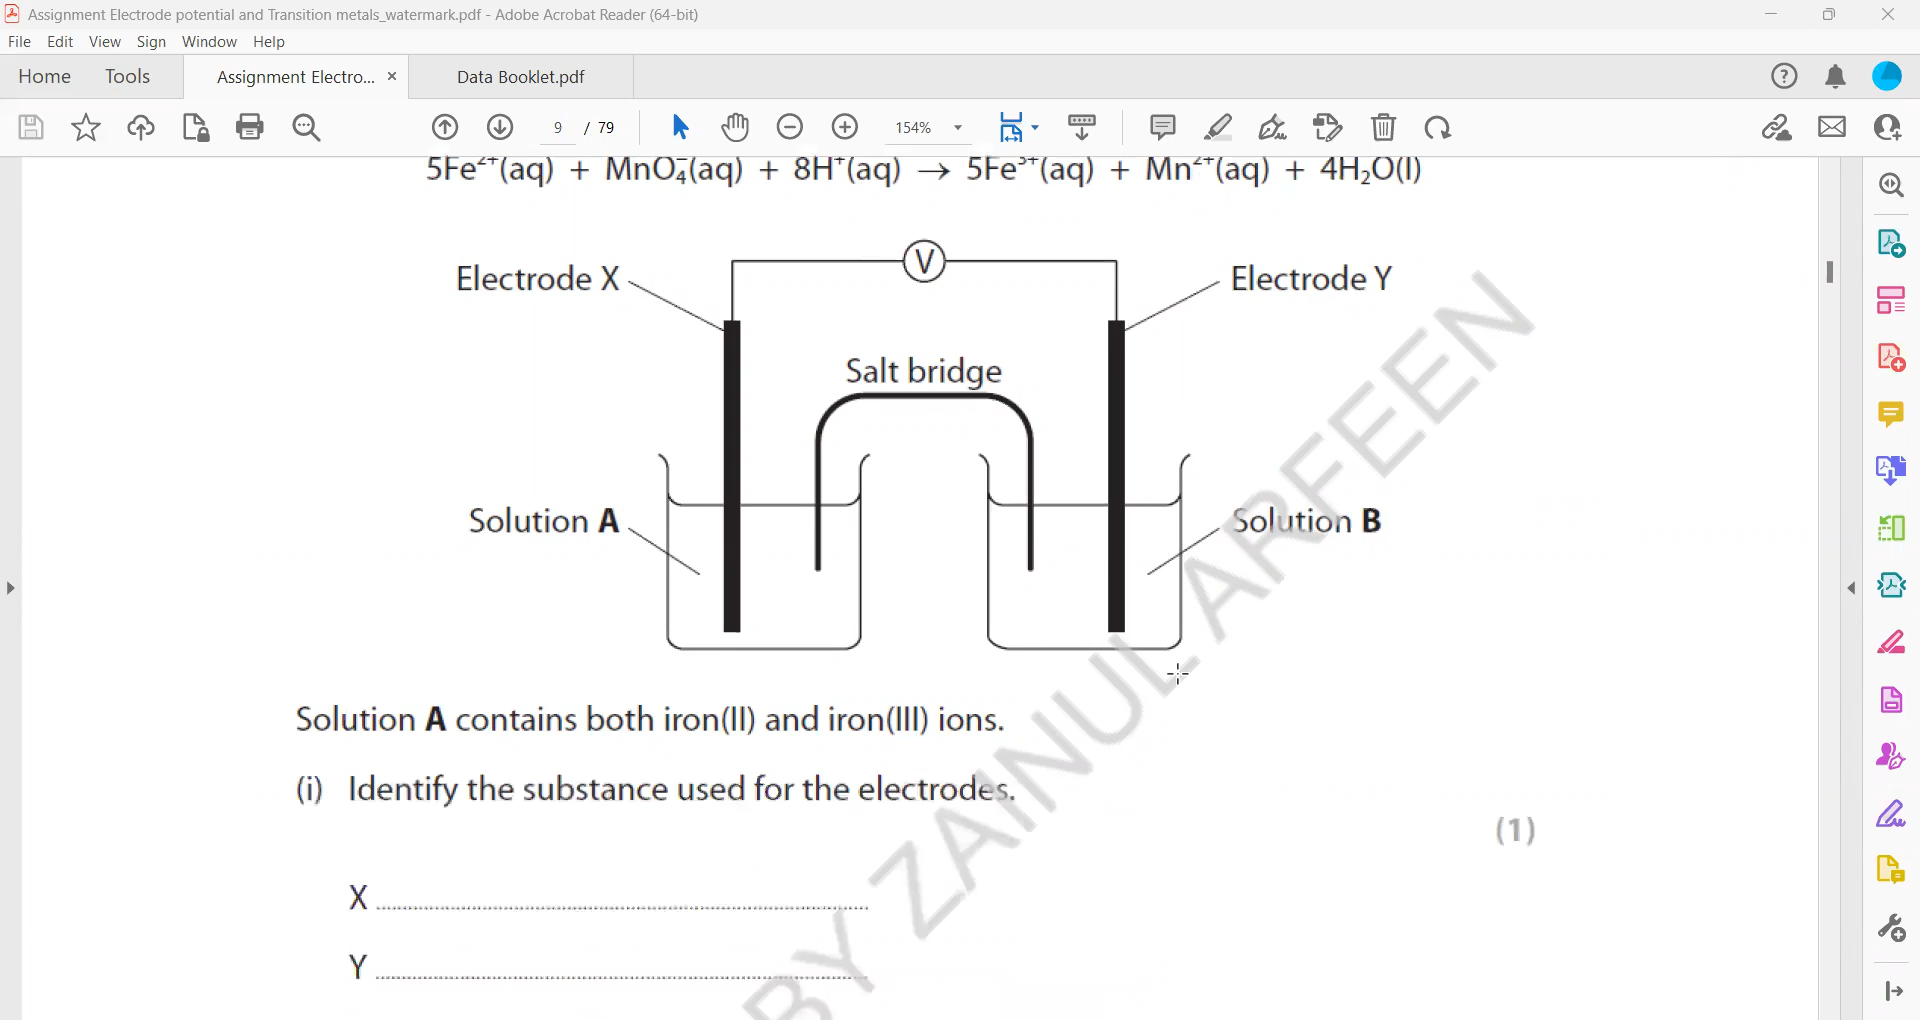 Assignment Electrode potential and Transition metals_watermark.pdf - Adobe Acrobat Reader (64-bit)
File Edit View Sign Window Help
Home Tools Assignment Electro... × Data Booklet.pdf
9 / 79 154%
5Fe²⁺(aq) + MnO₄⁻(aq) + 8H⁺(aq) → 5Fe³⁺(aq) + Mn²⁺(aq) + 4H₂O(l)
V
Electrode X Electrode Y
Salt bridge
Solution A Solution B
Solution A contains both iron(II) and iron(III) ions.
(i) Identify the substance used for the electrodes.
(1)
X
Y
BY ZAINUL ARFEEN